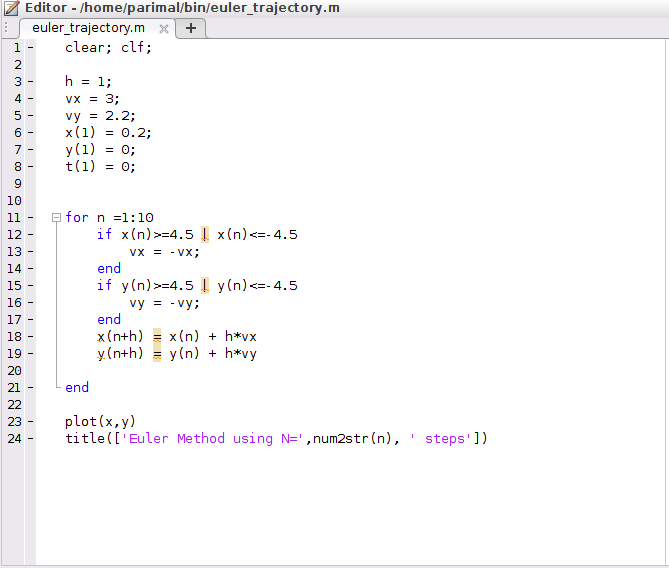 Editor - /home/parimal/bin/euler_trajectory.m
euler_trajectory.m × +
1 - clear; clf;
2
3 - h = 1;
4 - vx = 3;
5 - vy = 2.2;
6 - x(1) = 0.2;
7 - y(1) = 0;
8 - t(1) = 0;
9
10
11 - for n =1:10
12 - if x(n)>=4.5 | x(n)<=-4.5
13 - vx = -vx;
14 - end
15 - if y(n)>=4.5 | y(n)<=-4.5
16 - vy = -vy;
17 - end
18 - x(n+h) = x(n) + h*vx
19 - y(n+h) = y(n) + h*vy
20
21 - end
22
23 - plot(x,y)
24 - title(['Euler Method using N=',num2str(n), ' steps'])